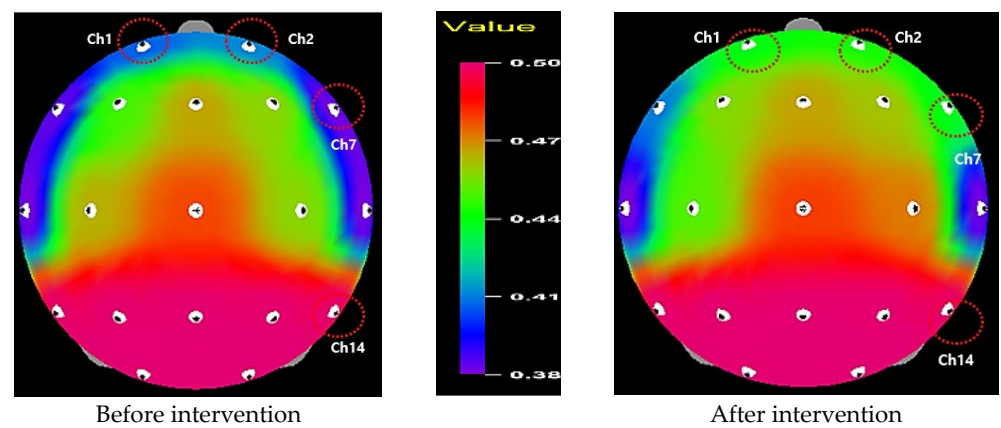 Ch1
Ch2
Ch7
Ch14
Before intervention
Value
0.50
0.47
0.44
0.41
0.38
Ch1
Ch2
Ch7
Ch14
After intervention